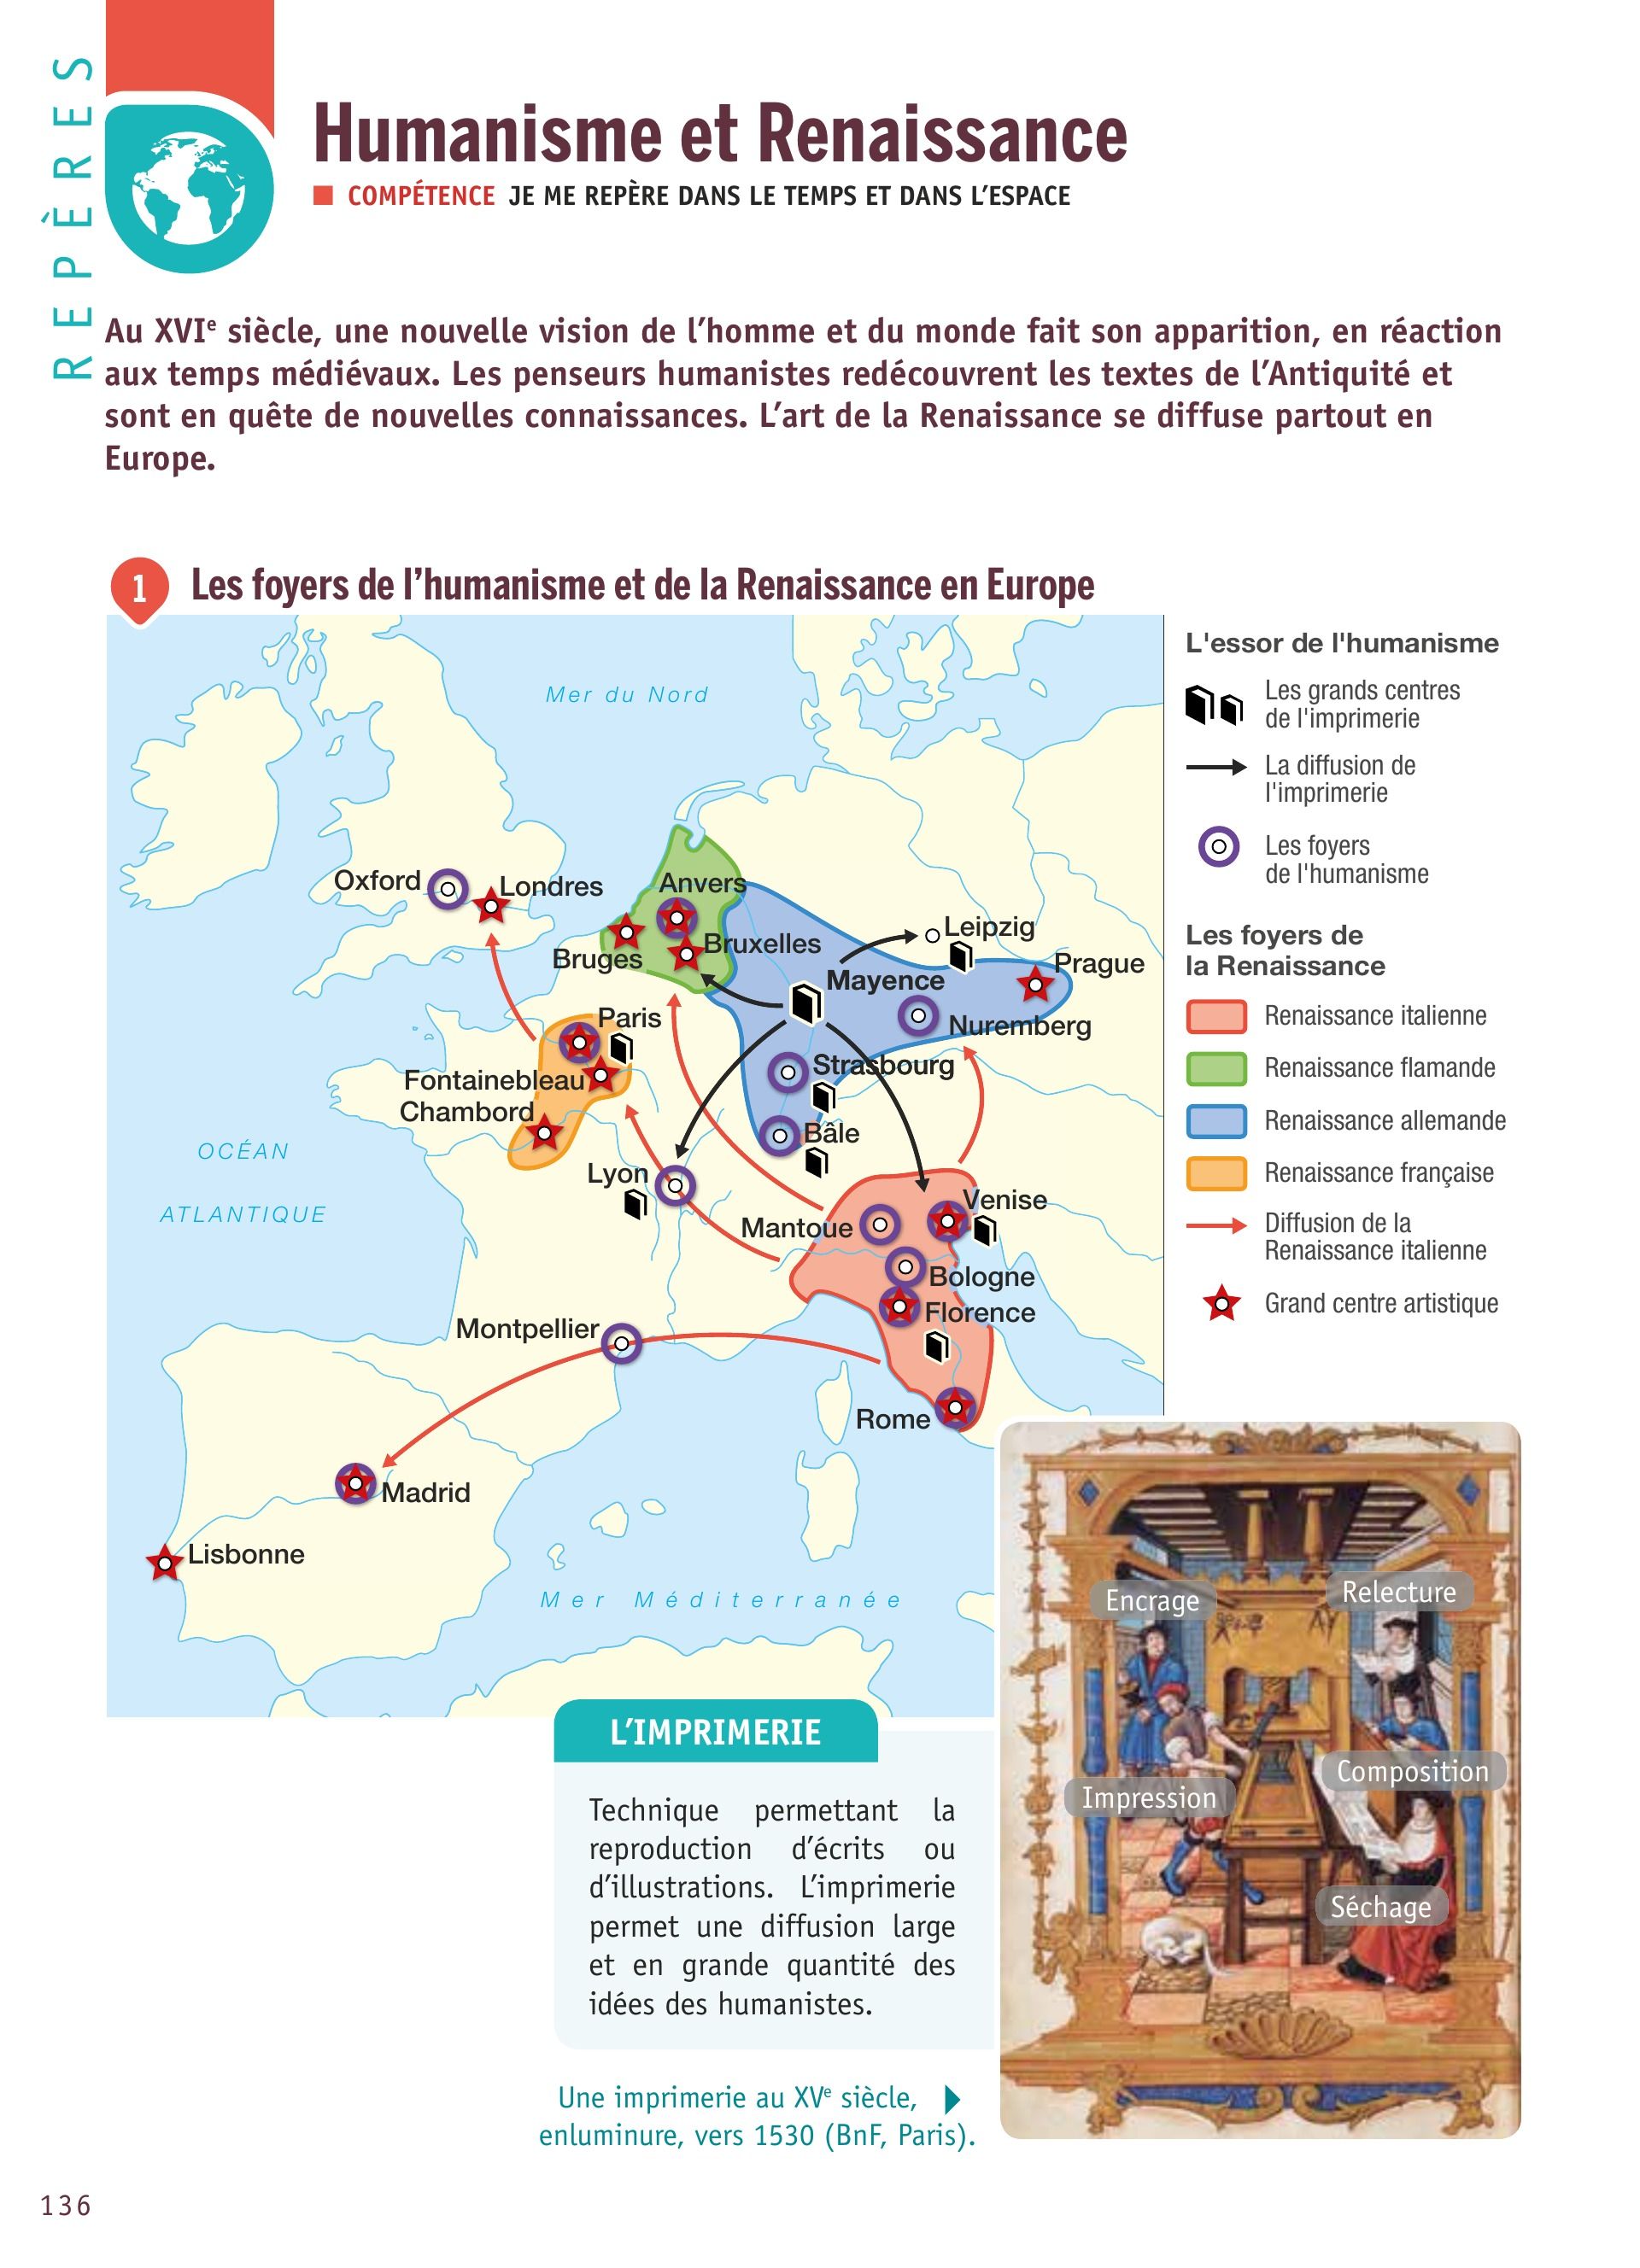 REPÈRES
Humanisme et Renaissance
COMPÉTENCE JE ME REPÈRE DANS LE TEMPS ET DANS L'ESPACE
Au XVIe siècle, une nouvelle vision de l'homme et du monde fait son apparition, en réaction
aux temps médiévaux. Les penseurs humanistes redécouvrent les textes de l'Antiquité et
sont en quête de nouvelles connaissances. L'art de la Renaissance se diffuse partout en
Europe.
1 Les foyers de l'humanisme et de la Renaissance en Europe
Mer du Nord
Oxford
Londres
Anvers
Bruxelles
Bruges
Leipzig
Prague
Mayence
Nuremberg
Paris
Strasbourg
Fontainebleau
Chambord
Bâle
OCÉAN
ATLANTIQUE
Lyon
Venise
Mantoue
Bologne
Florence
Montpellier
Rome
Madrid
Lisbonne
Mer Méditerranée
L'essor de l'humanisme
Les grands centres
de l'imprimerie
La diffusion de
l'imprimerie
Les foyers
de l'humanisme
Les foyers de
la Renaissance
Renaissance italienne
Renaissance flamande
Renaissance allemande
Renaissance française
Diffusion de la
Renaissance italienne
Grand centre artistique
Encrage
Relecture
Composition
Impression
Séchage
L'IMPRIMERIE
Technique permettant la
reproduction d'écrits ou
d'illustrations. L'imprimerie
permet une diffusion large
et en grande quantité des
idées des humanistes.
Une imprimerie au XVe siècle,
enluminure, vers 1530 (BnF, Paris).
136